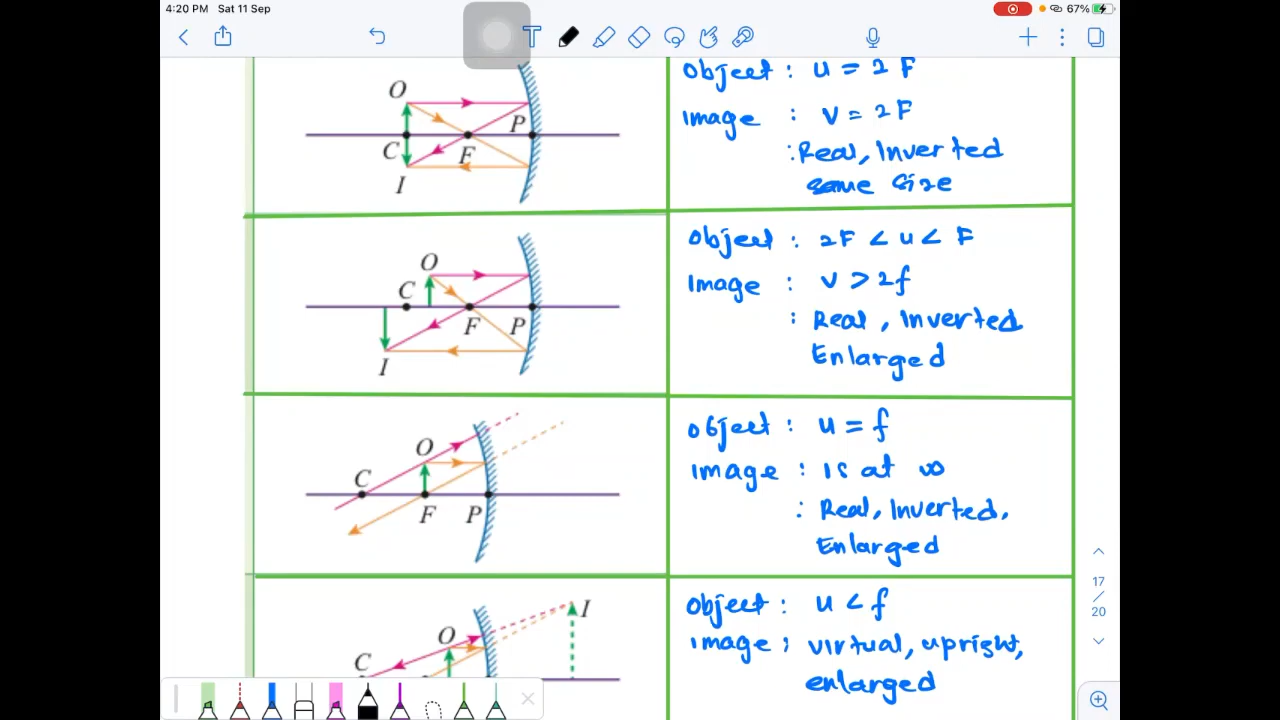 4:20 PM Sat 11 Sep
67%
T
O
P
C
F
I
Object : u = 2 F
Image : v = 2F
: Real, Inverted
same Size
O
C
F
P
I
Object : 2F < u < F
Image : v > 2f
: Real, Inverted
Enlarged
O
C
F
P
Object : u = f
Image : is at ∞
: Real, Inverted,
Enlarged
17
/
20
O
I
C
Object : u < f
Image : virtual, upright,
enlarged